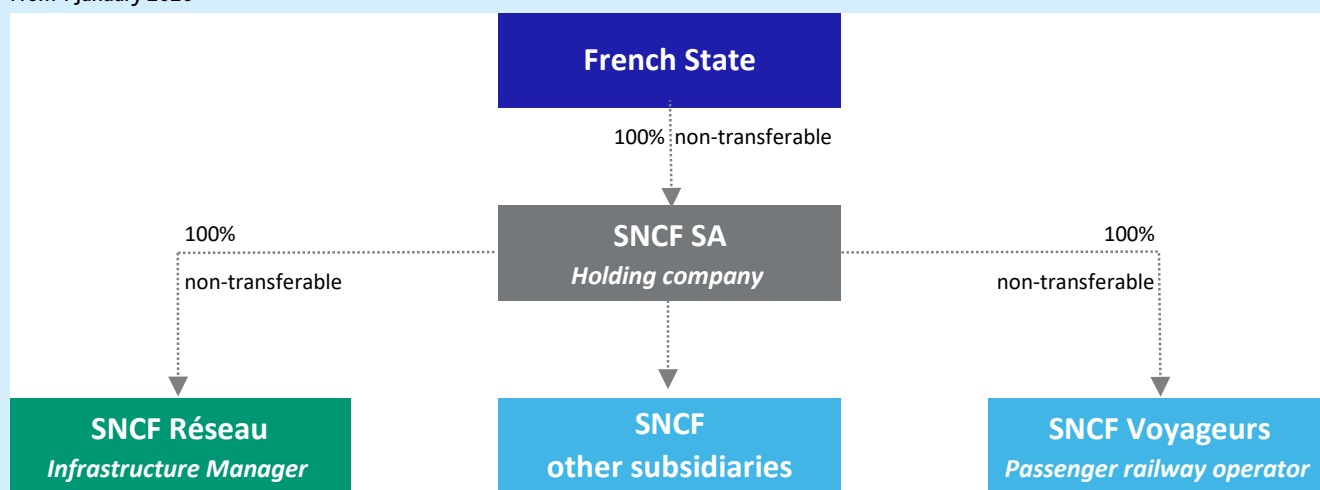 French State
100% non-transferable
100%
SNCF SA
100%
Holding company
non-transferable
non-transferable
SNCF Réseau
SNCF
SNCF Voyageurs
Infrastructure Manager
other subsidiaries
Passenger railway operator